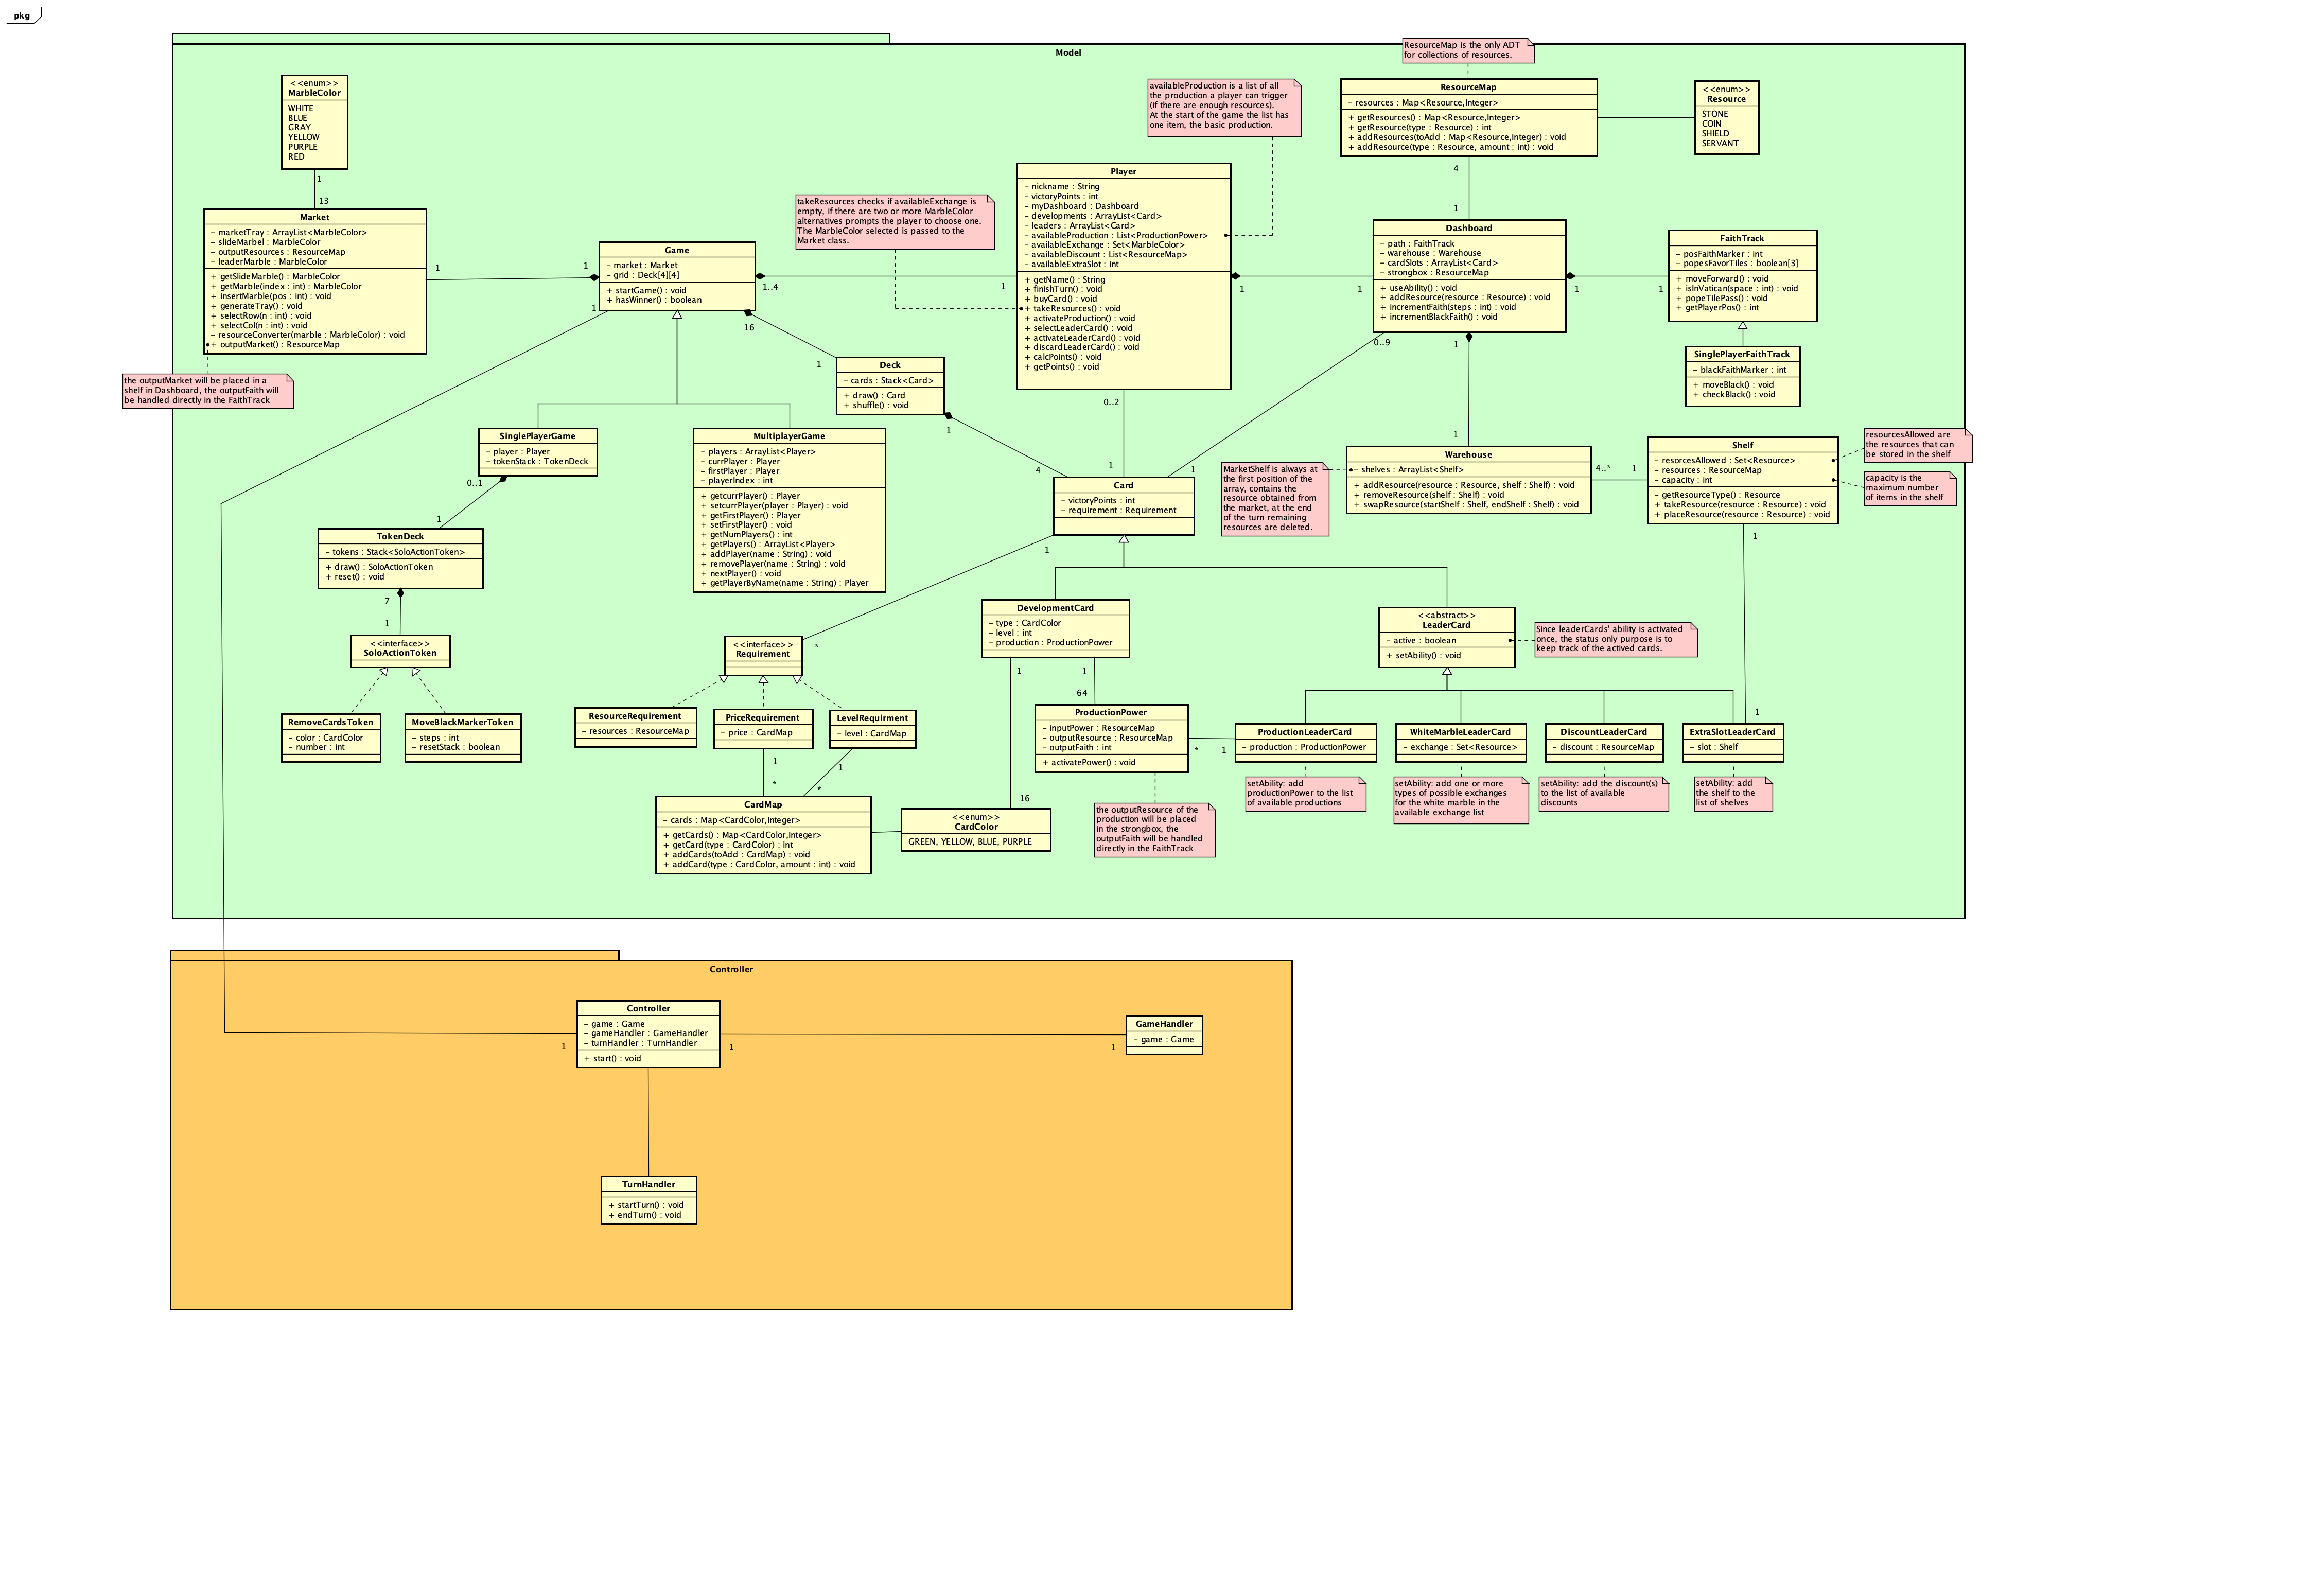 pkg
Model
<<enum>>
MarbleColor
WHITE
BLUE
GRAY
YELLOW
PURPLE
RED
1
13
Market
– marketTray : ArrayList<MarbleColor>
– slideMarbel : MarbleColor
– outputResources : ResourceMap
– leaderMarble : MarbleColor
+ getSlideMarble() : MarbleColor
+ getMarble(index : int) : MarbleColor
+ insertMarble(pos : int) : void
+ generateTray() : void
+ selectRow(n : int) : void
+ selectCol(n : int) : void
– resourceConverter(marble : MarbleColor) : void
+ outputMarket() : ResourceMap
the outputMarket will be placed in a
shelf in Dashboard, the outputFaith will
be handled directly in the FaithTrack
1
1
Game
– market : Market
– grid : Deck[4][4]
+ startGame() : void
+ hasWinner() : boolean
1
1..4
1
16
1
takeResources checks if availableExchange is
empty, if there are two or more MarbleColor
alternatives prompts the player to choose one.
The MarbleColor selected is passed to the
Market class.
availableProduction is a list of all
the production a player can trigger
(if there are enough resources).
At the start of the game the list has
one item, the basic production.
Player
– nickname : String
– victoryPoints : int
– myDashboard : Dashboard
– developments : ArrayList<Card>
– leaders : ArrayList<Card>
– availableProduction : List<ProductionPower>
– availableExchange : Set<MarbleColor>
– availableDiscount : List<ResourceMap>
– availableExtraSlot : int
+ getName() : String
+ finishTurn() : void
+ buyCard() : void
+ takeResources() : void
+ activateProduction() : void
+ selectLeaderCard() : void
+ activateLeaderCard() : void
+ discardLeaderCard() : void
+ calcPoints() : void
+ getPoints() : void
1
1
0..2
1
ResourceMap is the only ADT
for collections of resources.
ResourceMap
– resources : Map<Resource,Integer>
+ getResources() : Map<Resource,Integer>
+ getResource(type : Resource) : int
+ addResources(toAdd : Map<Resource,Integer) : void
+ addResource(type : Resource, amount : int) : void
<<enum>>
Resource
STONE
COIN
SHIELD
SERVANT
4
1
Dashboard
– path : FaithTrack
– warehouse : Warehouse
– cardSlots : ArrayList<Card>
– strongbox : ResourceMap
+ useAbility() : void
+ addResource(resource : Resource) : void
+ incrementFaith(steps : int) : void
+ incrementBlackFaith() : void
1
1
0..9
1
1
1
FaithTrack
– posFaithMarker : int
– popesFavorTiles : boolean[3]
+ moveForward() : void
+ isInVatican(space : int) : void
+ popeTilePass() : void
+ getPlayerPos() : int
SinglePlayerFaithTrack
– blackFaithMarker : int
+ moveBlack() : void
+ checkBlack() : void
Deck
– cards : Stack<Card>
+ draw() : Card
+ shuffle() : void
1
4
SinglePlayerGame
– player : Player
– tokenStack : TokenDeck
0..1
1
MultiplayerGame
– players : ArrayList<Player>
– currPlayer : Player
– firstPlayer : Player
– playerIndex : int
+ getcurrPlayer() : Player
+ setcurrPlayer(player : Player) : void
+ getFirstPlayer() : Player
+ setFirstPlayer() : void
+ getNumPlayers() : int
+ getPlayers() : ArrayList<Player>
+ addPlayer(name : String) : void
+ removePlayer(name : String) : void
+ nextPlayer() : void
+ getPlayerByName(name : String) : Player
TokenDeck
– tokens : Stack<SoloActionToken>
+ draw() : SoloActionToken
+ reset() : void
7
1
<<interface>>
SoloActionToken
RemoveCardsToken
– color : CardColor
– number : int
MoveBlackMarkerToken
– steps : int
– resetStack : boolean
Card
– victoryPoints : int
– requirement : Requirement
1
*
MarketShelf is always at
the first position of the
array, contains the
resource obtained from
the market, at the end
of the turn remaining
resources are deleted.
Warehouse
– shelves : ArrayList<Shelf>
+ addResource(resource : Resource, shelf : Shelf) : void
+ removeResource(shelf : Shelf) : void
+ swapResource(startShelf : Shelf, endShelf : Shelf) : void
4..*
1
Shelf
– resorcesAllowed : Set<Resource>
– resources : ResourceMap
– capacity : int
– getResourceType() : Resource
+ takeResource(resource : Resource) : void
+ placeResource(resource : Resource) : void
resourcesAllowed are
the resources that can
be stored in the shelf
capacity is the
maximum number
of items in the shelf
1
1
<<interface>>
Requirement
ResourceRequirement
– resources : ResourceMap
PriceRequirement
– price : CardMap
LevelRequirment
– level : CardMap
1
*
1
*
CardMap
– cards : Map<CardColor,Integer>
+ getCards() : Map<CardColor,Integer>
+ getCard(type : CardColor) : int
+ addCards(toAdd : CardMap) : void
+ addCard(type : CardColor, amount : int) : void
<<enum>>
CardColor
GREEN, YELLOW, BLUE, PURPLE
DevelopmentCard
– type : CardColor
– level : int
– production : ProductionPower
1
16
1
64
ProductionPower
– inputPower : ResourceMap
– outputResource : ResourceMap
– outputFaith : int
+ activatePower() : void
*
1
the outputResource of the
production will be placed
in the strongbox, the
outputFaith will be handled
directly in the FaithTrack
<<abstract>>
LeaderCard
– active : boolean
+ setAbility() : void
Since leaderCards' ability is activated
once, the status only purpose is to
keep track of the actived cards.
ProductionLeaderCard
– production : ProductionPower
WhiteMarbleLeaderCard
– exchange : Set<Resource>
DiscountLeaderCard
– discount : ResourceMap
ExtraSlotLeaderCard
– slot : Shelf
setAbility: add
productionPower to the list
of available productions
setAbility: add one or more
types of possible exchanges
for the white marble in the
available exchange list
setAbility: add the discount(s)
to the list of available
discounts
setAbility: add
the shelf to the
list of shelves
Controller
Controller
– game : Game
– gameHandler : GameHandler
– turnHandler : TurnHandler
+ start() : void
1
1
1
GameHandler
– game : Game
TurnHandler
+ startTurn() : void
+ endTurn() : void